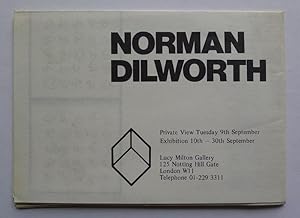 NORMAN
DILWORTH
Private View Tuesday 9th September
Exhibition 10th — 30th September
Lucy Milton Gallery
125 Notting Hill Gate
London W11
Telephone 01-229 3311